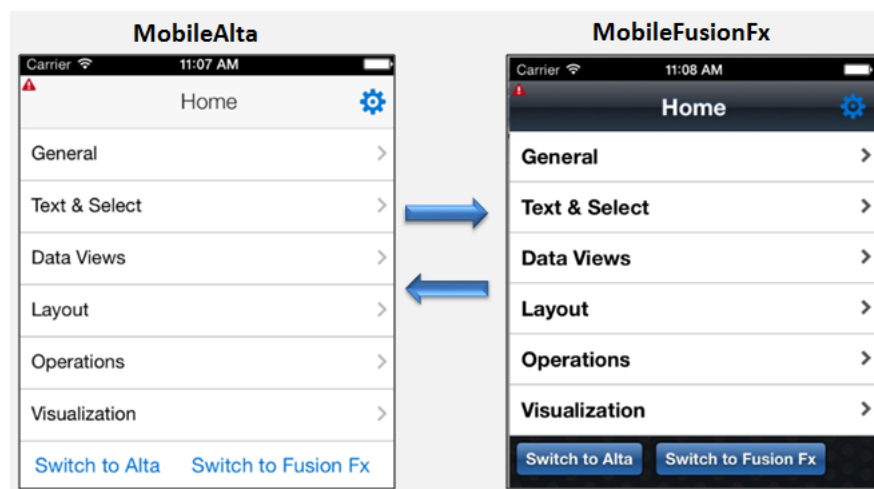 MobileAlta
Carrier 11:07 AM
Home
General
Text & Select
Data Views
Layout
Operations
Visualization
Switch to Alta Switch to Fusion Fx
MobileFusionFx
Carrier 11:08 AM
Home
General
Text & Select
Data Views
Layout
Operations
Visualization
Switch to Alta Switch to Fusion Fx